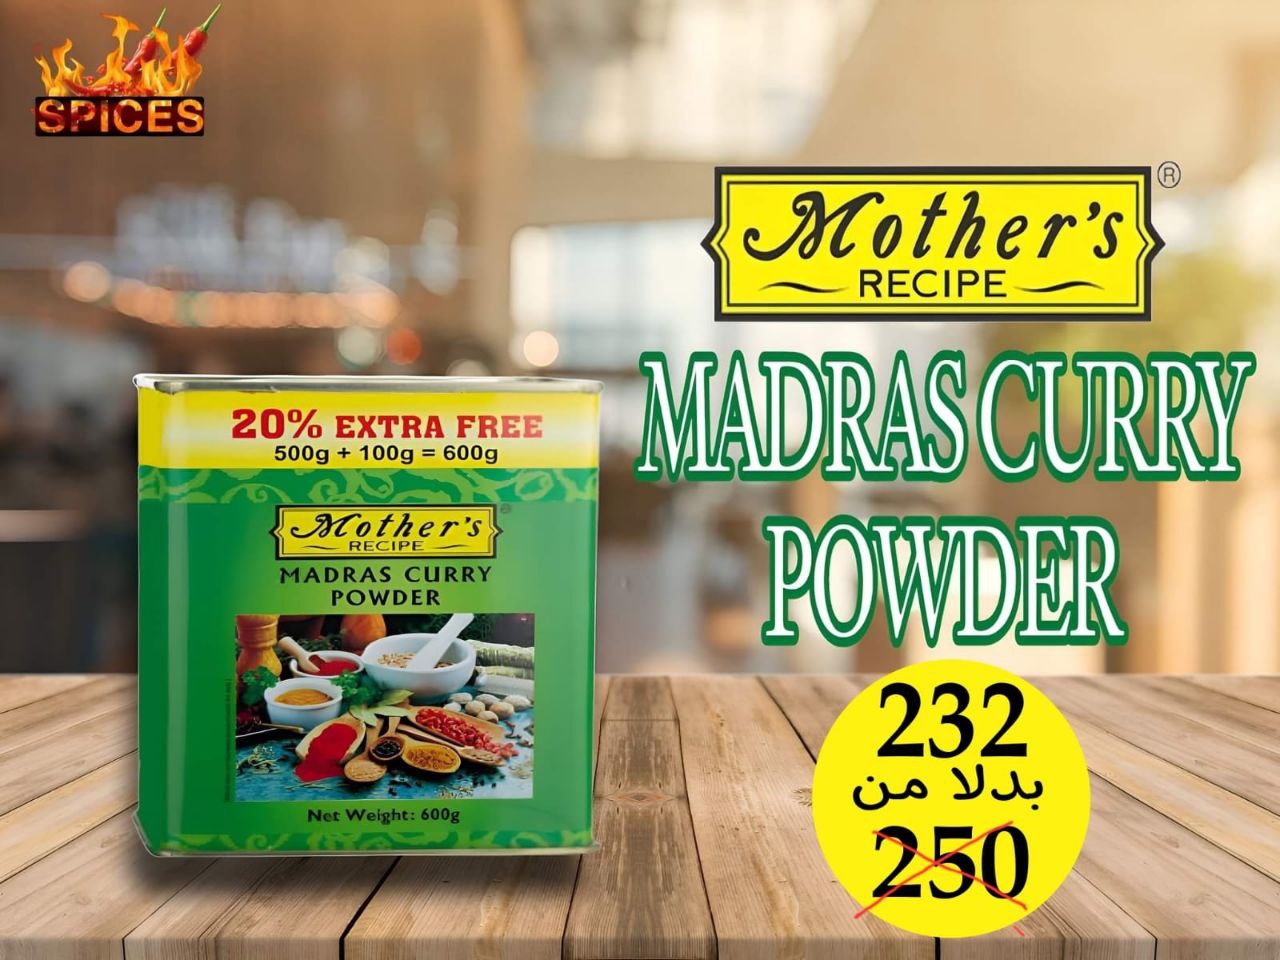 SPICES
Mother's
RECIPE
®
MADRAS CURRY
POWDER
20% EXTRA FREE
500g + 100g = 600g
Mother's
RECIPE
MADRAS CURRY
POWDER
Net Weight: 600g
232
بدلا من
250